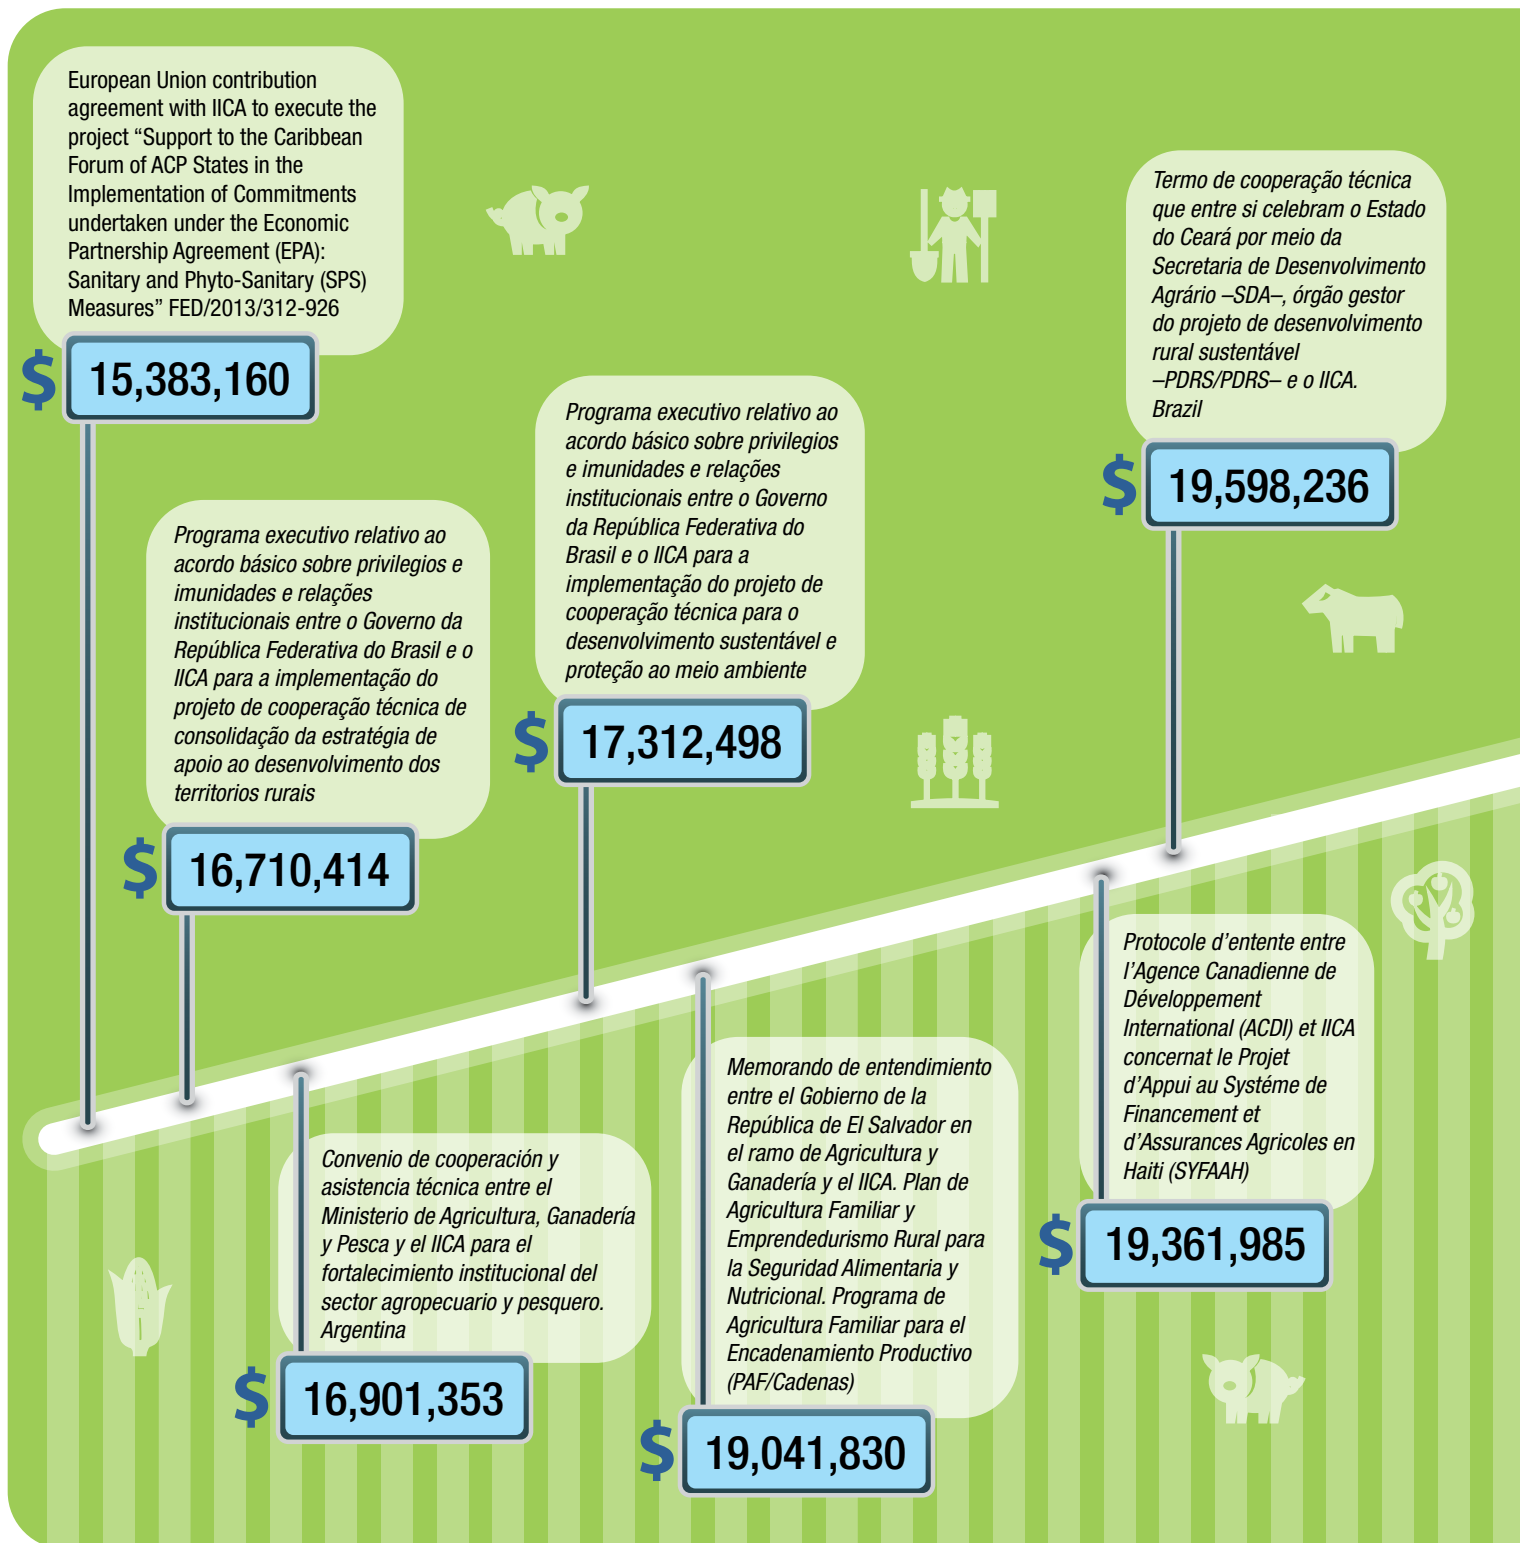 European Union contribution
agreement with IICA to execute the
project “Support to the Caribbean
Forum of ACP States in the
Implementation of Commitments
undertaken under the Economic
Partnership Agreement (EPA):
Sanitary and Phyto-Sanitary (SPS)
Measures” FED/2013/312-926
$ 15,383,160
Programa executivo relativo ao
acordo básico sobre privilegios e
imunidades e relações
institucionais entre o Governo da
República Federativa do Brasil e o
IICA para a implementação do
projeto de cooperação técnica de
consolidação da estratégia de
apoio ao desenvolvimento dos
territorios rurais
$ 16,710,414
Convenio de cooperación y
asistencia técnica entre el
Ministerio de Agricultura, Ganadería
y Pesca y el IICA para el
fortalecimiento institucional del
sector agropecuario y pesquero.
Argentina
$ 16,901,353
Programa executivo relativo ao
acordo básico sobre privilegios
e imunidades e relações
institucionais entre o Governo
da República Federativa do
Brasil e o IICA para a
implementação do projeto de
cooperação técnica para o
desenvolvimento sustentável e
proteção ao meio ambiente
$ 17,312,498
Memorando de entendimiento
entre el Gobierno de la
República de El Salvador en
el ramo de Agricultura y
Ganadería y el IICA. Plan de
Agricultura Familiar y
Emprendedurismo Rural para
la Seguridad Alimentaria y
Nutricional. Programa de
Agricultura Familiar para el
Encadenamiento Productivo
(PAF/Cadenas)
$ 19,041,830
Protocole d’entente entre
l’Agence Canadienne de
Développement
International (ACDI) et IICA
concernat le Projet
d’Appui au Systéme de
Financement et
d’Assurances Agricoles en
Haiti (SYFAAH)
$ 19,361,985
Termo de cooperação técnica
que entre si celebram o Estado
do Ceará por meio da
Secretaria de Desenvolvimento
Agrário –SDA–, órgão gestor
do projeto de desenvolvimento
rural sustentável
–PDRS/PDRS– e o IICA.
Brazil
$ 19,598,236